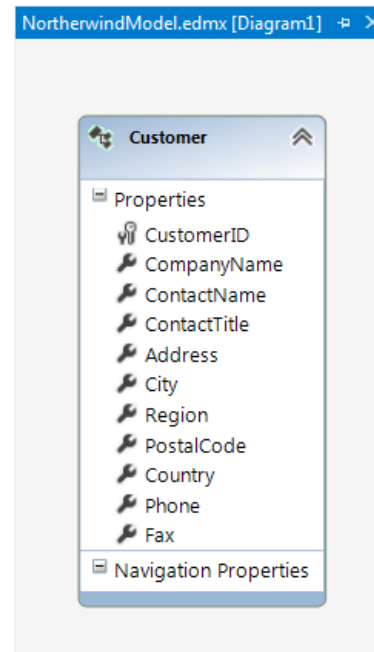 NortherwindModel.edmx [Diagram1]
Customer
Properties
CustomerID
CompanyName
ContactName
ContactTitle
Address
City
Region
PostalCode
Country
Phone
Fax
Navigation Properties